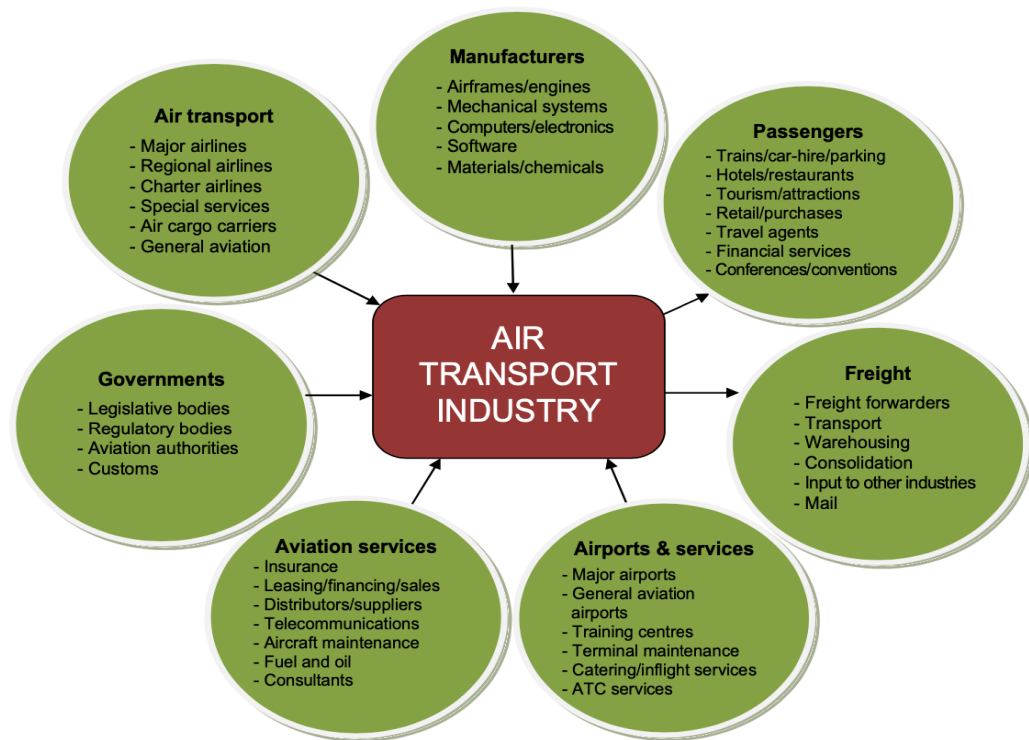 Manufacturers
- Airframes/engines
- Mechanical systems
- Computers/electronics
- Software
- Materials/chemicals
Air transport
- Major airlines
- Regional airlines
- Charter airlines
- Special services
- Air cargo carriers
- General aviation
Passengers
- Trains/car-hire/parking
- Hotels/restaurants
- Tourism/attractions
- Retail/purchases
- Travel agents
- Financial services
- Conferences/conventions
AIR
TRANSPORT
INDUSTRY
Governments
- Legislative bodies
- Regulatory bodies
- Aviation authorities
- Customs
Freight
- Freight forwarders
- Transport
- Warehousing
- Consolidation
- Input to other industries
- Mail
Aviation services
- Insurance
- Leasing/financing/sales
- Distributors/suppliers
- Telecommunications
- Aircraft maintenance
- Fuel and oil
- Consultants
Airports & services
- Major airports
- General aviation
airports
- Training centres
- Terminal maintenance
- Catering/inflight services
- ATC services